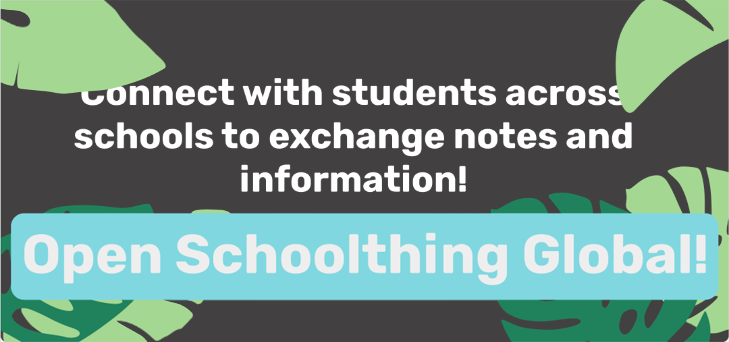 Connect with students across
schools to exchange notes and
information!
Open Schoolthing Global!